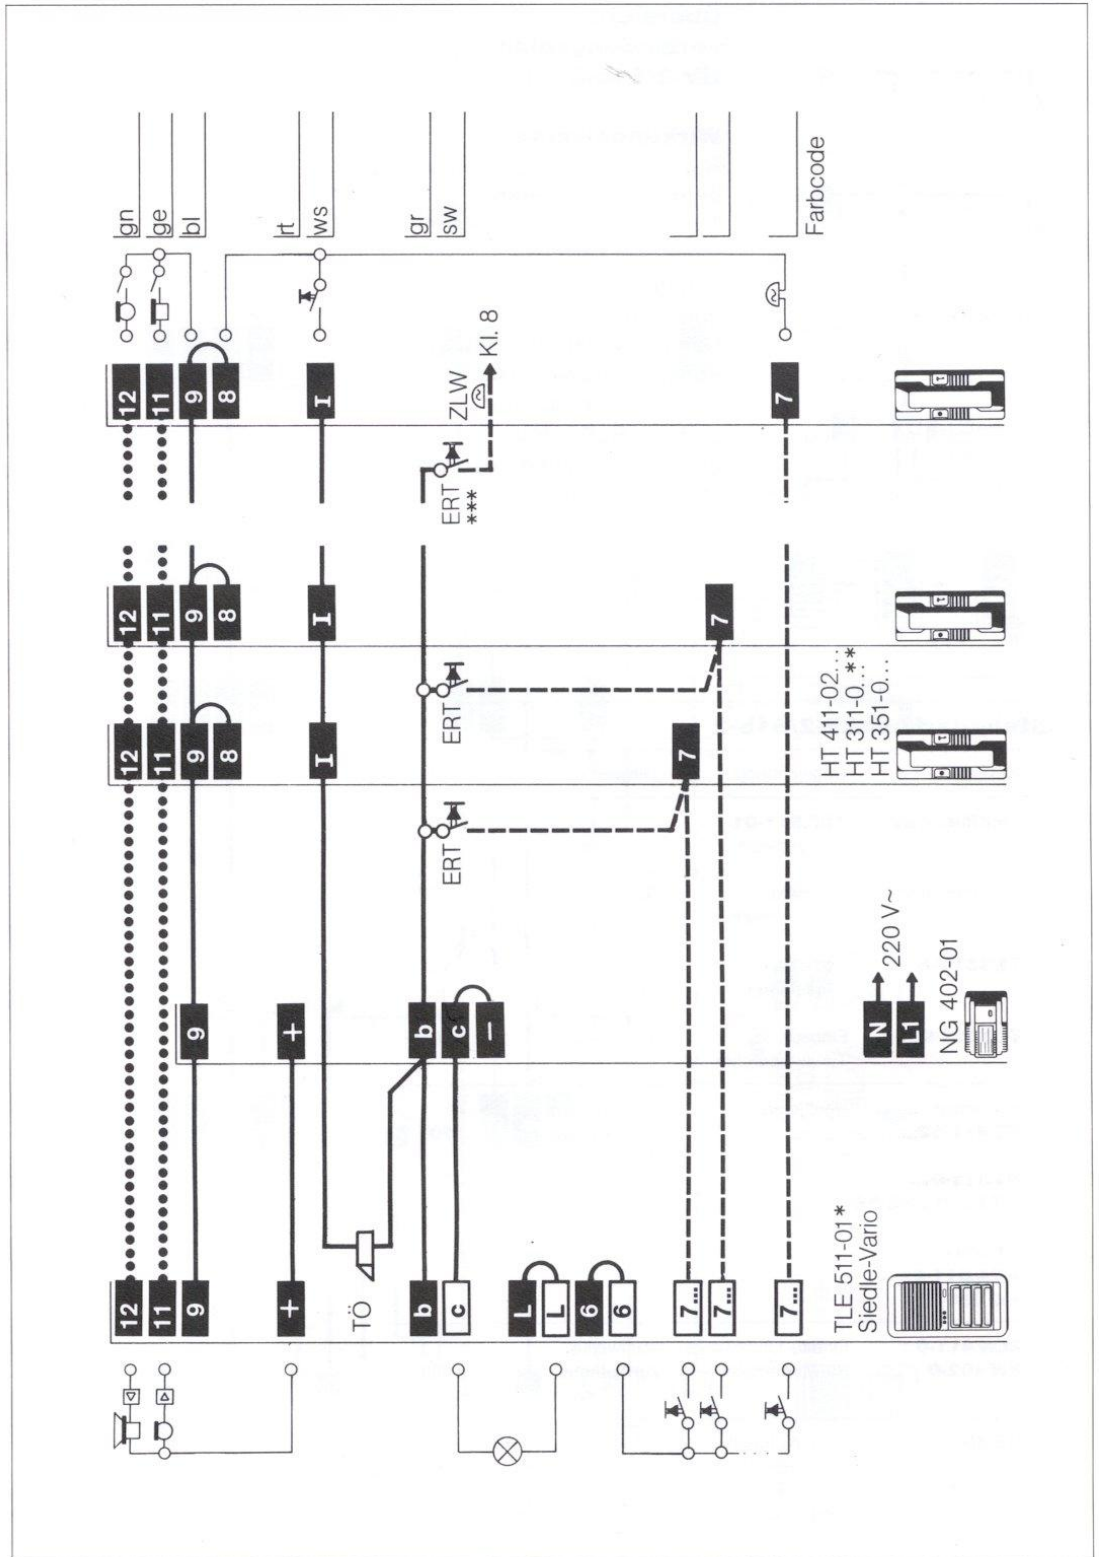 12 12 12 12 gn
11 11 11 11 ge
9 9 9 9 9 bl
8 8 8
+ + rt
I I I ws
TÖ
b b gr
c c ERT ERT ERT ZLW sw
***
– Kl. 8
L
L
6
6
7... 7
7... 7
7... 7
Farbcode
TLE 511-01*
Siedle-Vario
HT 411-02...
HT 311-0...**
HT 351-0...
N
220 V~
L1
NG 402-01